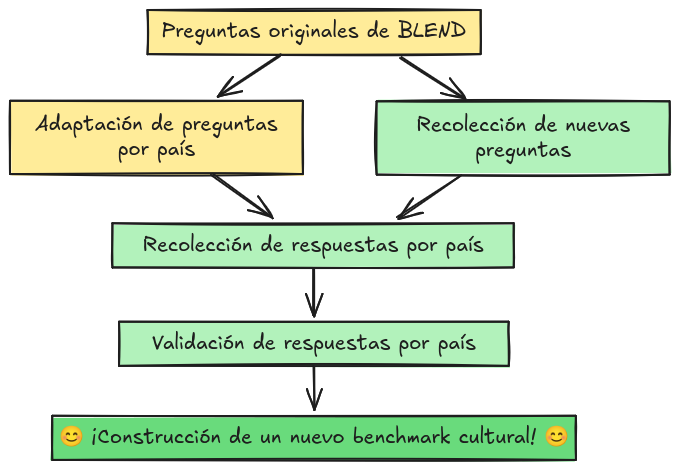 Preguntas originales de BLEND
Adaptación de preguntas
por país
Recolección de nuevas
preguntas
Recolección de respuestas por país
Validación de respuestas por país
😊 ¡Construcción de un nuevo benchmark cultural! 😊